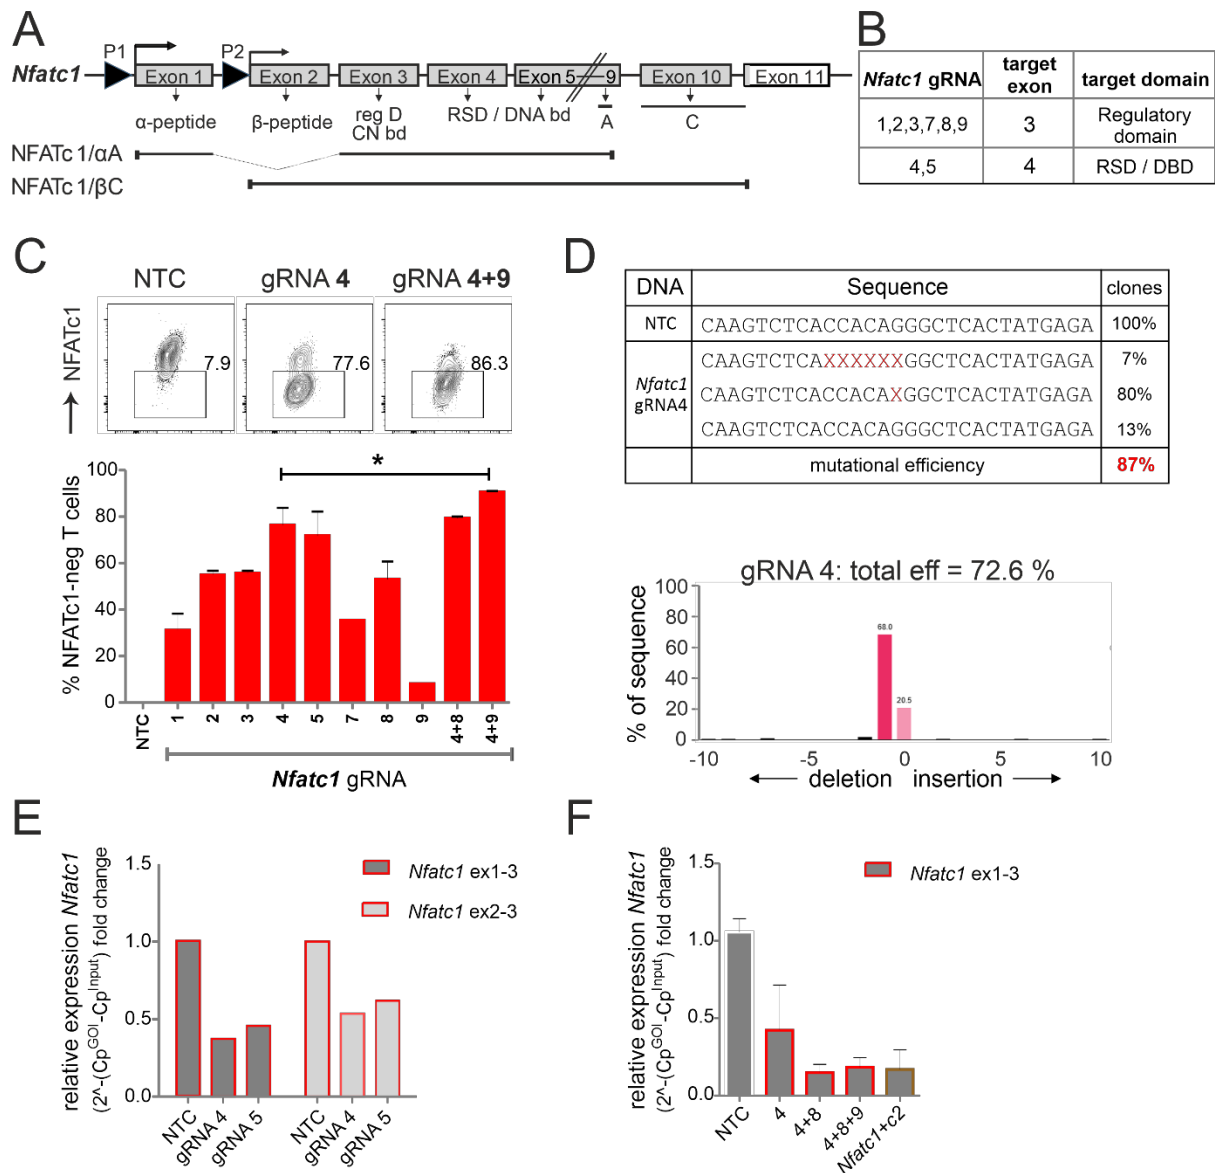 A
P1
P2
Nfatc1
Exon 1
Exon 2
Exon 3
Exon 4
Exon 5
9
Exon 10
Exon 11
α-peptide
β-peptide
reg D
CN bd
RSD / DNA bd
A
C
NFATc1/αA
NFATc1/βC
B
Nfatc1 gRNA
target exon
target domain
1,2,3,7,8,9
3
Regulatory domain
4,5
4
RSD / DBD
C
NTC
gRNA 4
gRNA 4+9
NFATc1
7.9
77.6
86.3
% NFATc1-neg T cells
100
80
60
40
20
0
NTC
1
2
3
4
5
7
8
9
4+8
4+9
*
Nfatc1 gRNA
D
DNA
Sequence
clones
NTC
CAAGTCTCACCACAGGGCTCACTATGAGA
100%
Nfatc1
gRNA4
CAAGTCTCAXXXXXXGGCTCACTATGAGA
7%
CAAGTCTCACCACAXGGCTCACTATGAGA
80%
CAAGTCTCACCACAGGGCTCACTATGAGA
13%
mutational efficiency
87%
gRNA 4: total eff = 72.6 %
% of sequence
100
80
60
40
20
0
68.0
20.5
-10
-5
0
5
10
deletion
insertion
E
relative expression Nfatc1
(2^-(Cp^GOI-Cp^Input) fold change
1.5
1.0
0.5
0.0
Nfatc1 ex1-3
Nfatc1 ex2-3
NTC
gRNA 4
gRNA 5
NTC
gRNA 4
gRNA 5
F
relative expression Nfatc1
(2^-(Cp^GOI-Cp^Input) fold change
1.5
1.0
0.5
0.0
Nfatc1 ex1-3
NTC
4
4+8
4+8+9
Nfatc1+c2